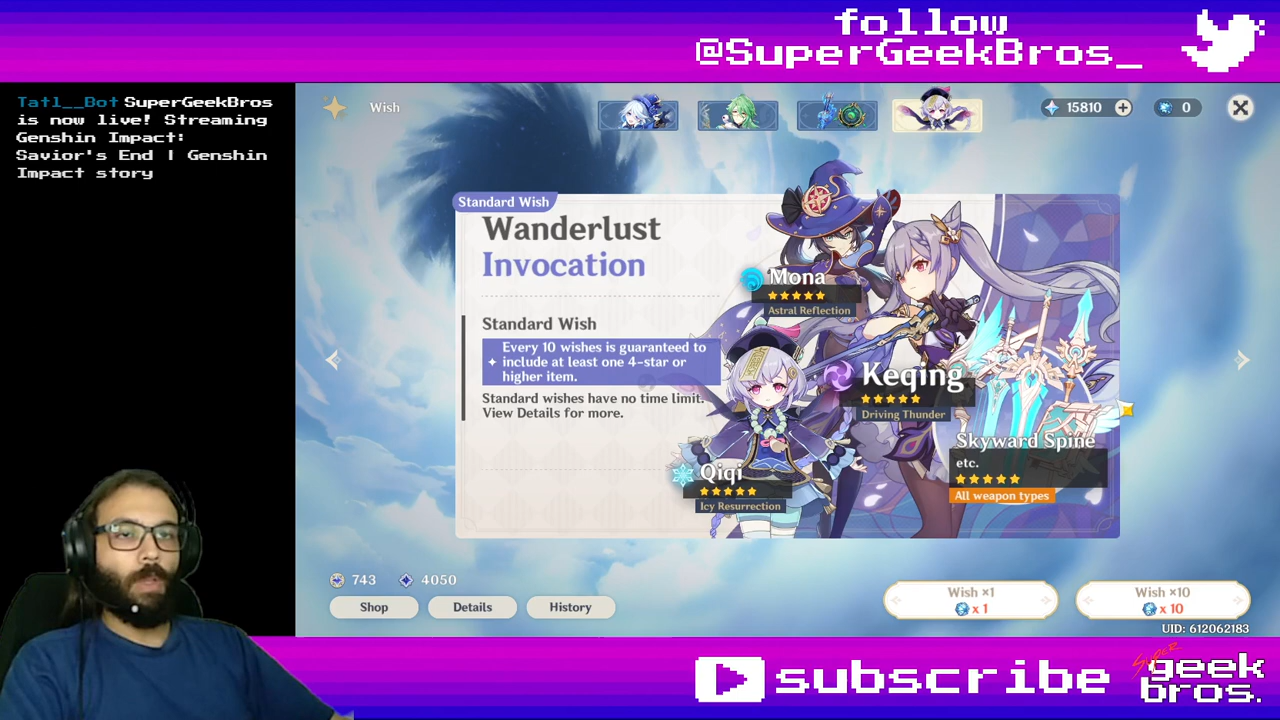 follow
@SuperGeekBros_
Tatl__Bot SuperGeekBros
is now live! Streaming
Genshin Impact:
Savior's End | Genshin
Impact story
Wish
15810
0
Standard Wish
Wanderlust
Invocation
Standard Wish
Every 10 wishes is guaranteed to
include at least one 4-star or
higher item.
Standard wishes have no time limit.
View Details for more.
Mona
Astral Reflection
Keqing
Driving Thunder
Skyward Spine
etc.
All weapon types
Qiqi
Icy Resurrection
743
4050
Shop
Details
History
Wish ×1
x 1
Wish ×10
x 10
UID: 612062183
subscribe
SUPER
geek
bros.